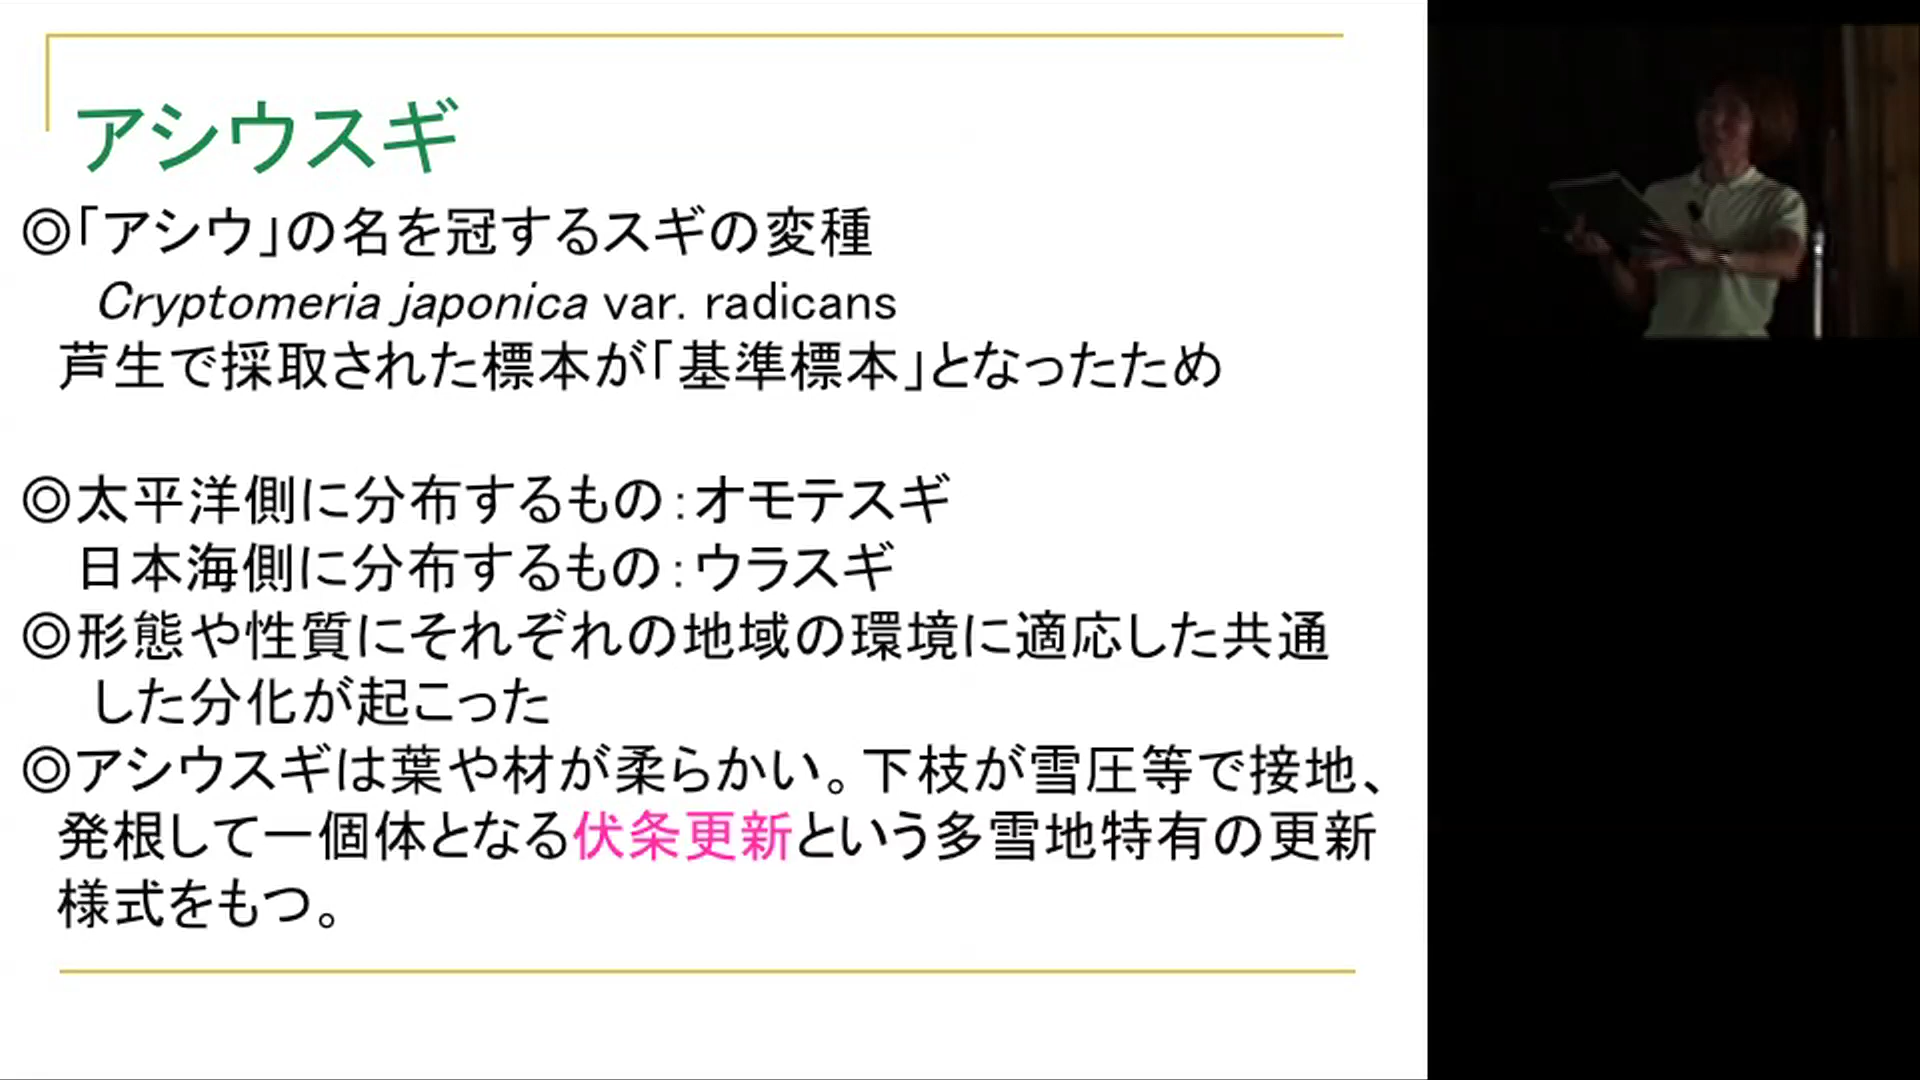 アシウスギ
◎「アシウ」の名を冠するスギの変種
Cryptomeria japonica var. radicans
芦生で採取された標本が「基準標本」となったため
◎太平洋側に分布するもの：オモテスギ
日本海側に分布するもの：ウラスギ
◎形態や性質にそれぞれの地域の環境に適応した共通
した分化が起こった
◎アシウスギは葉や材が柔らかい。下枝が雪圧等で接地、
発根して一個体となる伏条更新という多雪地特有の更新
様式をもつ。